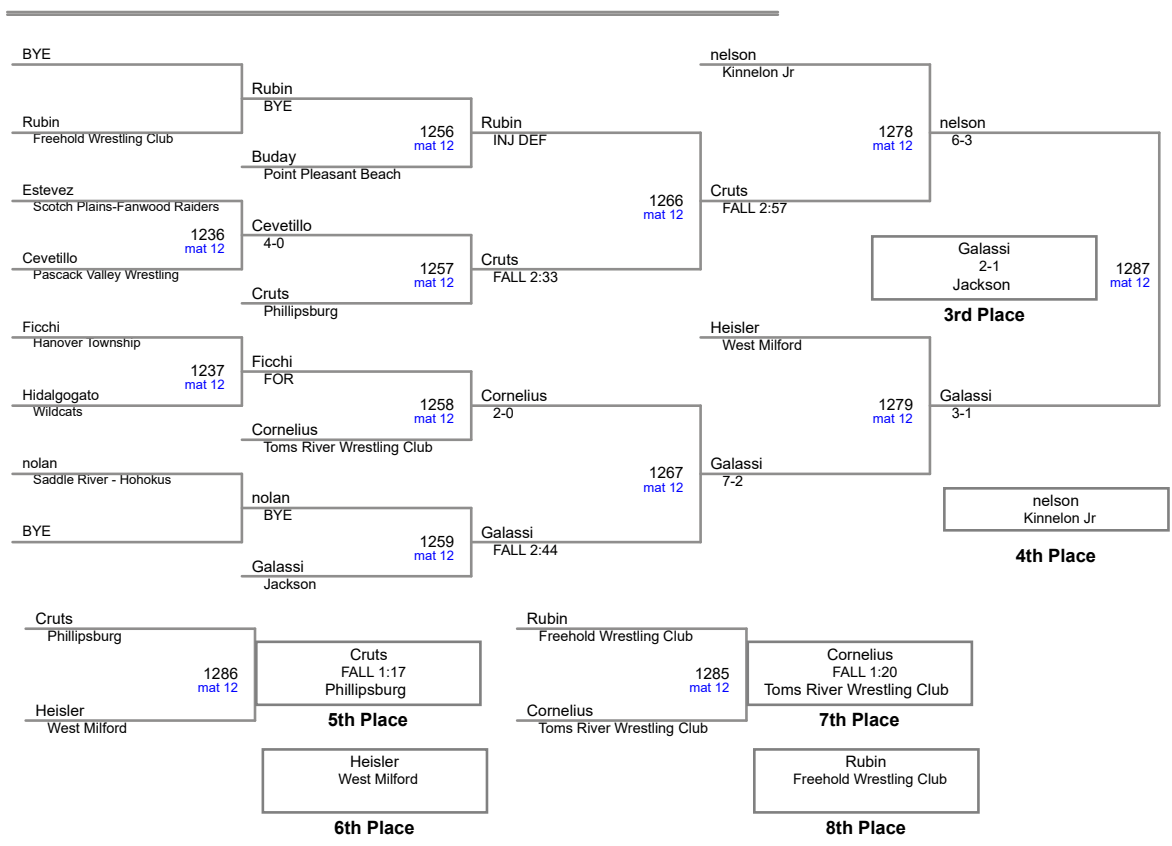 BYE
nelson
Kinnelon Jr
Rubin
BYE
Rubin
Freehold Wrestling Club
1256
mat 12
Rubin
INJ DEF
1278
mat 12
nelson
6-3
Buday
Point Pleasant Beach
Estevez
Scotch Plains-Fanwood Raiders
1266
mat 12
Cruts
FALL 2:57
1236
mat 12
Cevetillo
4-0
Cevetillo
Pascack Valley Wrestling
1257
mat 12
Cruts
FALL 2:33
Galassi
2-1
Jackson
3rd Place
1287
mat 12
Cruts
Phillipsburg
Ficchi
Hanover Township
Heisler
West Milford
1237
mat 12
Ficchi
FOR
Hidalgogato
Wildcats
1258
mat 12
Cornelius
2-0
1279
mat 12
Galassi
3-1
Cornelius
Toms River Wrestling Club
nolan
Saddle River - Hohokus
1267
mat 12
Galassi
7-2
nolan
BYE
nelson
Kinnelon Jr
4th Place
BYE
1259
mat 12
Galassi
FALL 2:44
Galassi
Jackson
Cruts
Phillipsburg
1286
mat 12
Heisler
West Milford
Cruts
FALL 1:17
Phillipsburg
5th Place
Heisler
West Milford
6th Place
Rubin
Freehold Wrestling Club
1285
mat 12
Cornelius
Toms River Wrestling Club
Cornelius
FALL 1:20
Toms River Wrestling Club
7th Place
Rubin
Freehold Wrestling Club
8th Place